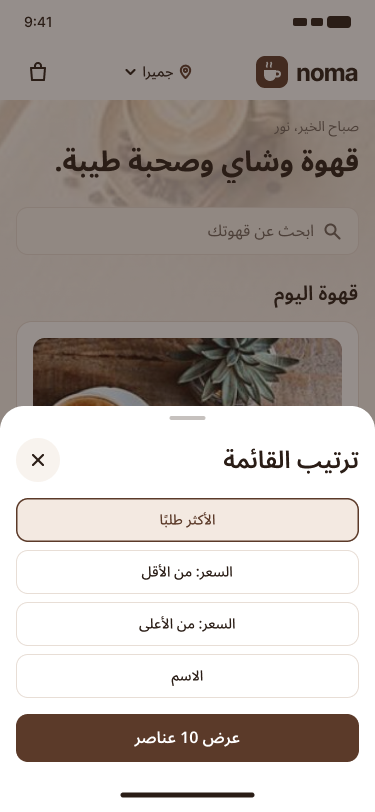 9:41
noma
جميرا
صباح الخير، نور
قهوة وشاي وصحبة طيبة.
ابحث عن قهوتك
قهوة اليوم
ترتيب القائمة
الأكثر طلبًا
السعر: من الأقل
السعر: من الأعلى
الاسم
عرض 10 عناصر